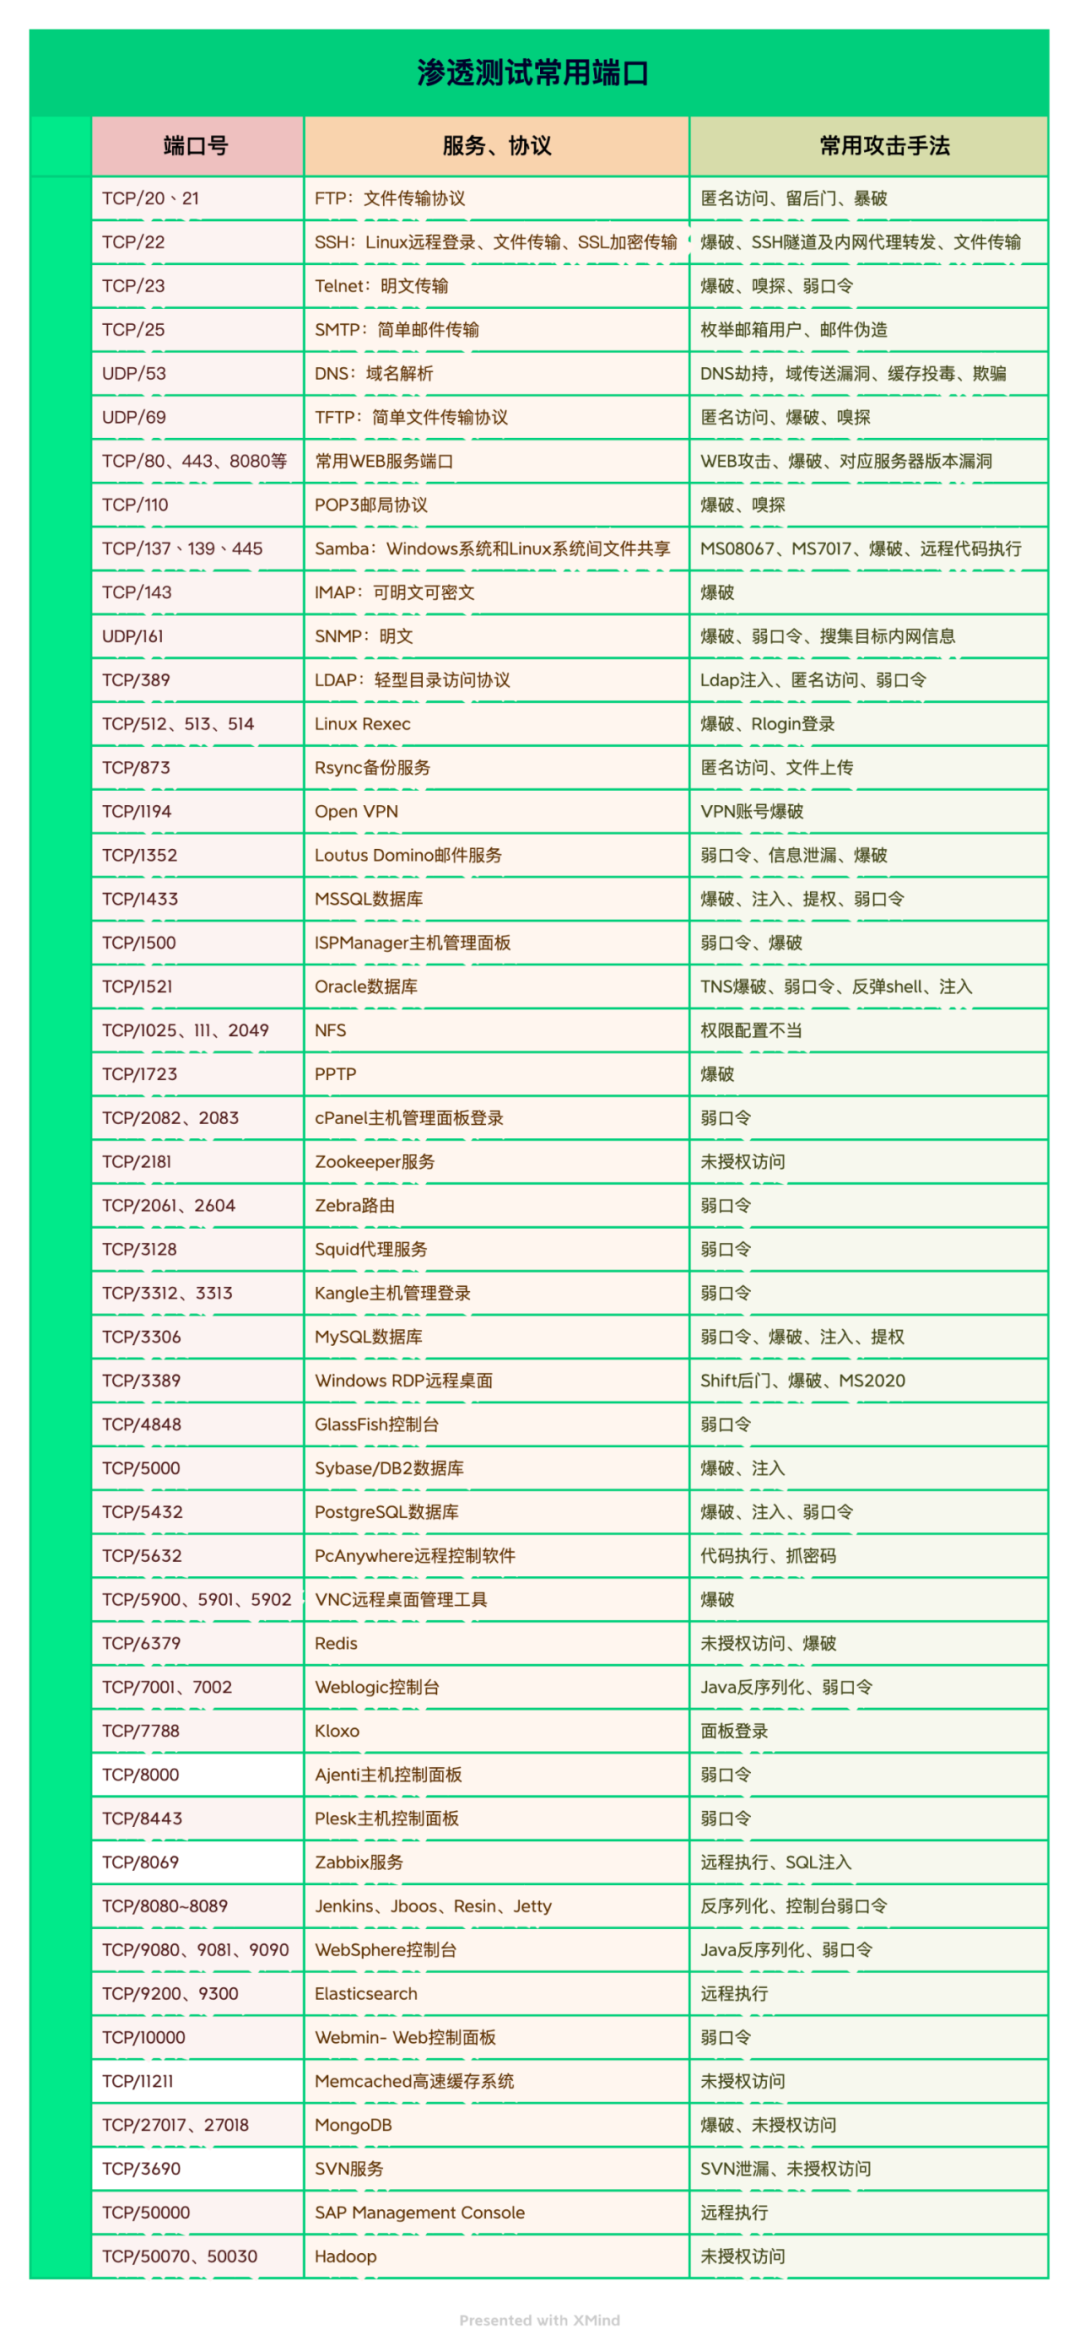 渗透测试常用端口
端口号 服务、协议 常用攻击手法
TCP/20、21 FTP：文件传输协议 匿名访问、留后门、暴破
TCP/22 SSH：Linux远程登录、文件传输、SSL加密传输 爆破、SSH隧道及内网代理转发、文件传输
TCP/23 Telnet：明文传输 爆破、嗅探、弱口令
TCP/25 SMTP：简单邮件传输 枚举邮箱用户、邮件伪造
UDP/53 DNS：域名解析 DNS劫持，域传送漏洞、缓存投毒、欺骗
UDP/69 TFTP：简单文件传输协议 匿名访问、爆破、嗅探
TCP/80、443、8080等 常用WEB服务端口 WEB攻击、爆破、对应服务器版本漏洞
TCP/110 POP3邮局协议 爆破、嗅探
TCP/137、139、445 Samba：Windows系统和Linux系统间文件共享 MS08067、MS7017、爆破、远程代码执行
TCP/143 IMAP：可明文可密文 爆破
UDP/161 SNMP：明文 爆破、弱口令、搜集目标内网信息
TCP/389 LDAP：轻型目录访问协议 Ldap注入、匿名访问、弱口令
TCP/512、513、514 Linux Rexec 爆破、Rlogin登录
TCP/873 Rsync备份服务 匿名访问、文件上传
TCP/1194 Open VPN VPN账号爆破
TCP/1352 Loutus Domino邮件服务 弱口令、信息泄漏、爆破
TCP/1433 MSSQL数据库 爆破、注入、提权、弱口令
TCP/1500 ISPManager主机管理面板 弱口令、爆破
TCP/1521 Oracle数据库 TNS爆破、弱口令、反弹shell、注入
TCP/1025、111、2049 NFS 权限配置不当
TCP/1723 PPTP 爆破
TCP/2082、2083 cPanel主机管理面板登录 弱口令
TCP/2181 Zookeeper服务 未授权访问
TCP/2061、2604 Zebra路由 弱口令
TCP/3128 Squid代理服务 弱口令
TCP/3312、3313 Kangle主机管理登录 弱口令
TCP/3306 MySQL数据库 弱口令、爆破、注入、提权
TCP/3389 Windows RDP远程桌面 Shift后门、爆破、MS2020
TCP/4848 GlassFish控制台 弱口令
TCP/5000 Sybase/DB2数据库 爆破、注入
TCP/5432 PostgreSQL数据库 爆破、注入、弱口令
TCP/5632 PcAnywhere远程控制软件 代码执行、抓密码
TCP/5900、5901、5902 VNC远程桌面管理工具 爆破
TCP/6379 Redis 未授权访问、爆破
TCP/7001、7002 Weblogic控制台 Java反序列化、弱口令
TCP/7788 Kloxo 面板登录
TCP/8000 Ajenti主机控制面板 弱口令
TCP/8443 Plesk主机控制面板 弱口令
TCP/8069 Zabbix服务 远程执行、SQL注入
TCP/8080~8089 Jenkins、Jboos、Resin、Jetty 反序列化、控制台弱口令
TCP/9080、9081、9090 WebSphere控制台 Java反序列化、弱口令
TCP/9200、9300 Elasticsearch 远程执行
TCP/10000 Webmin- Web控制面板 弱口令
TCP/11211 Memcached高速缓存系统 未授权访问
TCP/27017、27018 MongoDB 爆破、未授权访问
TCP/3690 SVN服务 SVN泄漏、未授权访问
TCP/50000 SAP Management Console 远程执行
TCP/50070、50030 Hadoop 未授权访问
Presented with XMind